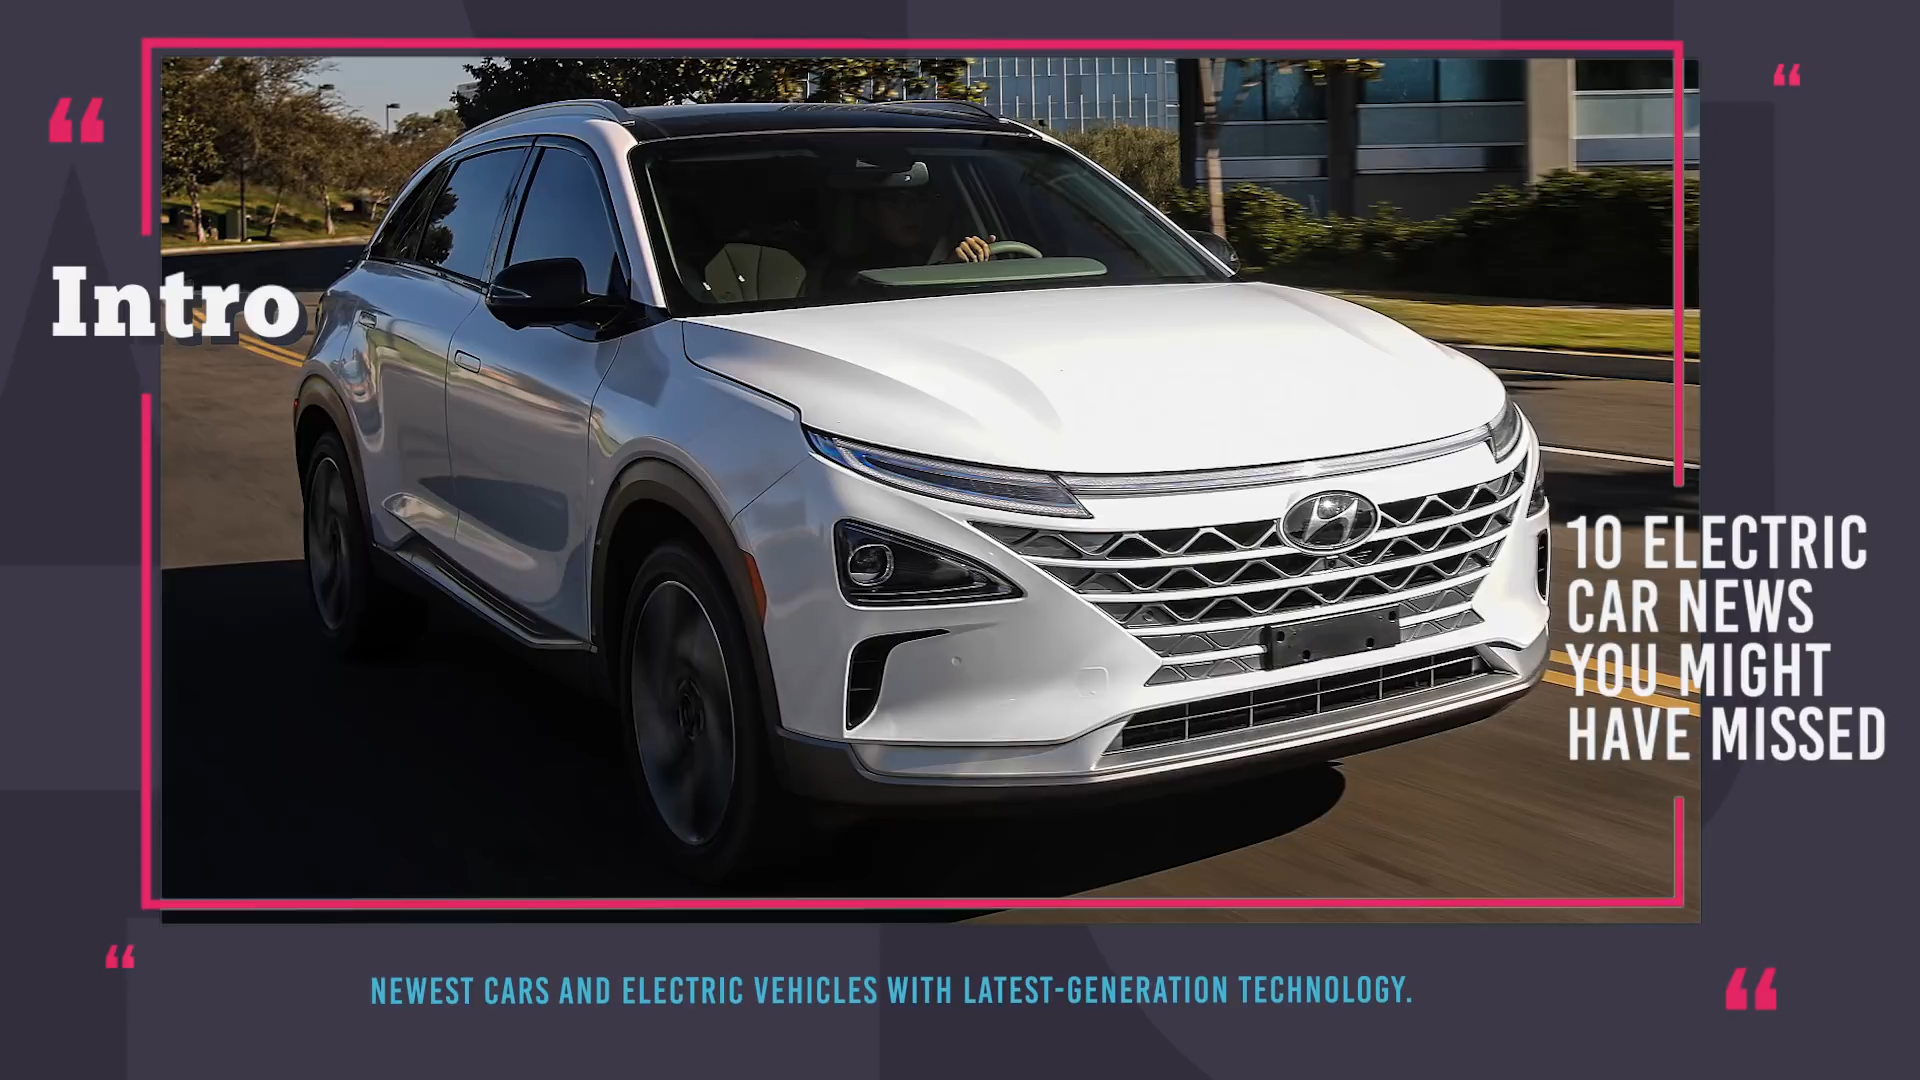 Intro
10 ELECTRIC
CAR NEWS
YOU MIGHT
HAVE MISSED
NEWEST CARS AND ELECTRIC VEHICLES WITH LATEST-GENERATION TECHNOLOGY.